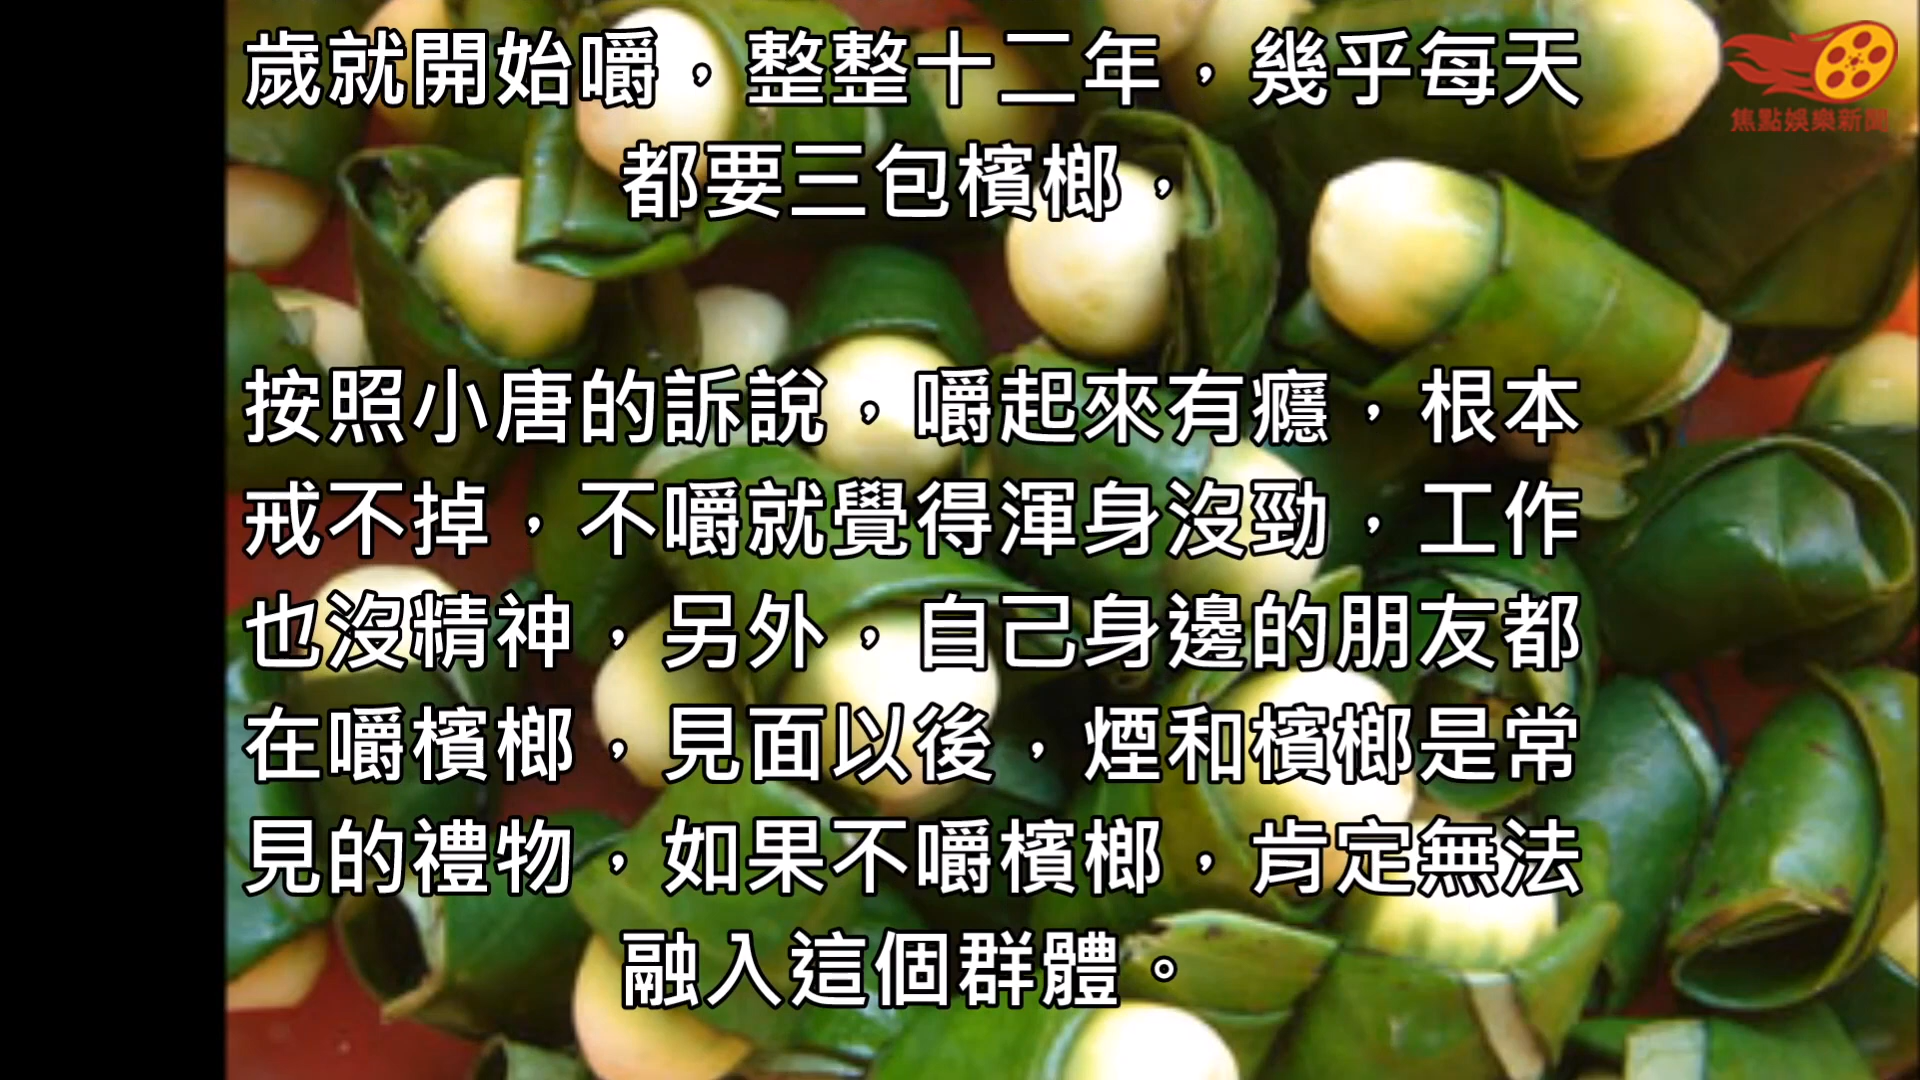 歲就開始嚼，整整十二年，幾乎每天
都要三包檳榔，
按照小唐的訴說，嚼起來有癮，根本
戒不掉，不嚼就覺得渾身沒勁，工作
也沒精神，另外，自己身邊的朋友都
在嚼檳榔，見面以後，煙和檳榔是常
見的禮物，如果不嚼檳榔，肯定無法
融入這個群體。
焦點娛樂新聞